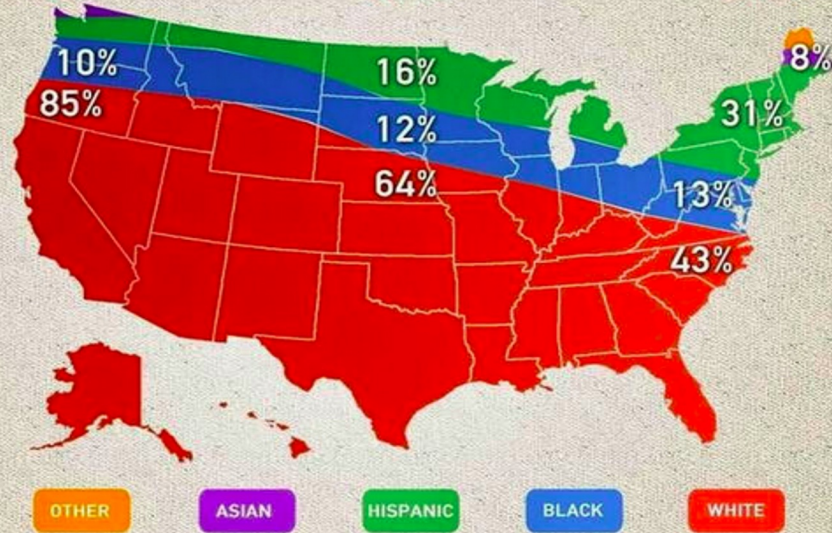 8%
10%
16%
31%
85%
12%
13%
64%
43%
OTHER
ASIAN
HISPANIC
BLACK
WHITE